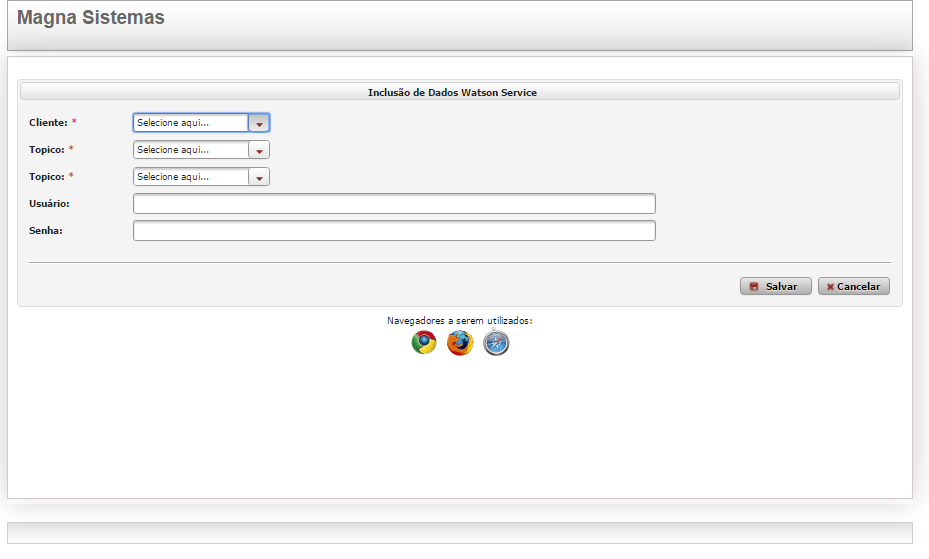 Magna Sistemas
Inclusão de Dados Watson Service
Cliente: * Selecione aqui...
Topico: * Selecione aqui...
Topico: * Selecione aqui...
Usuário:
Senha:
Salvar Cancelar
Navegadores a serem utilizados: